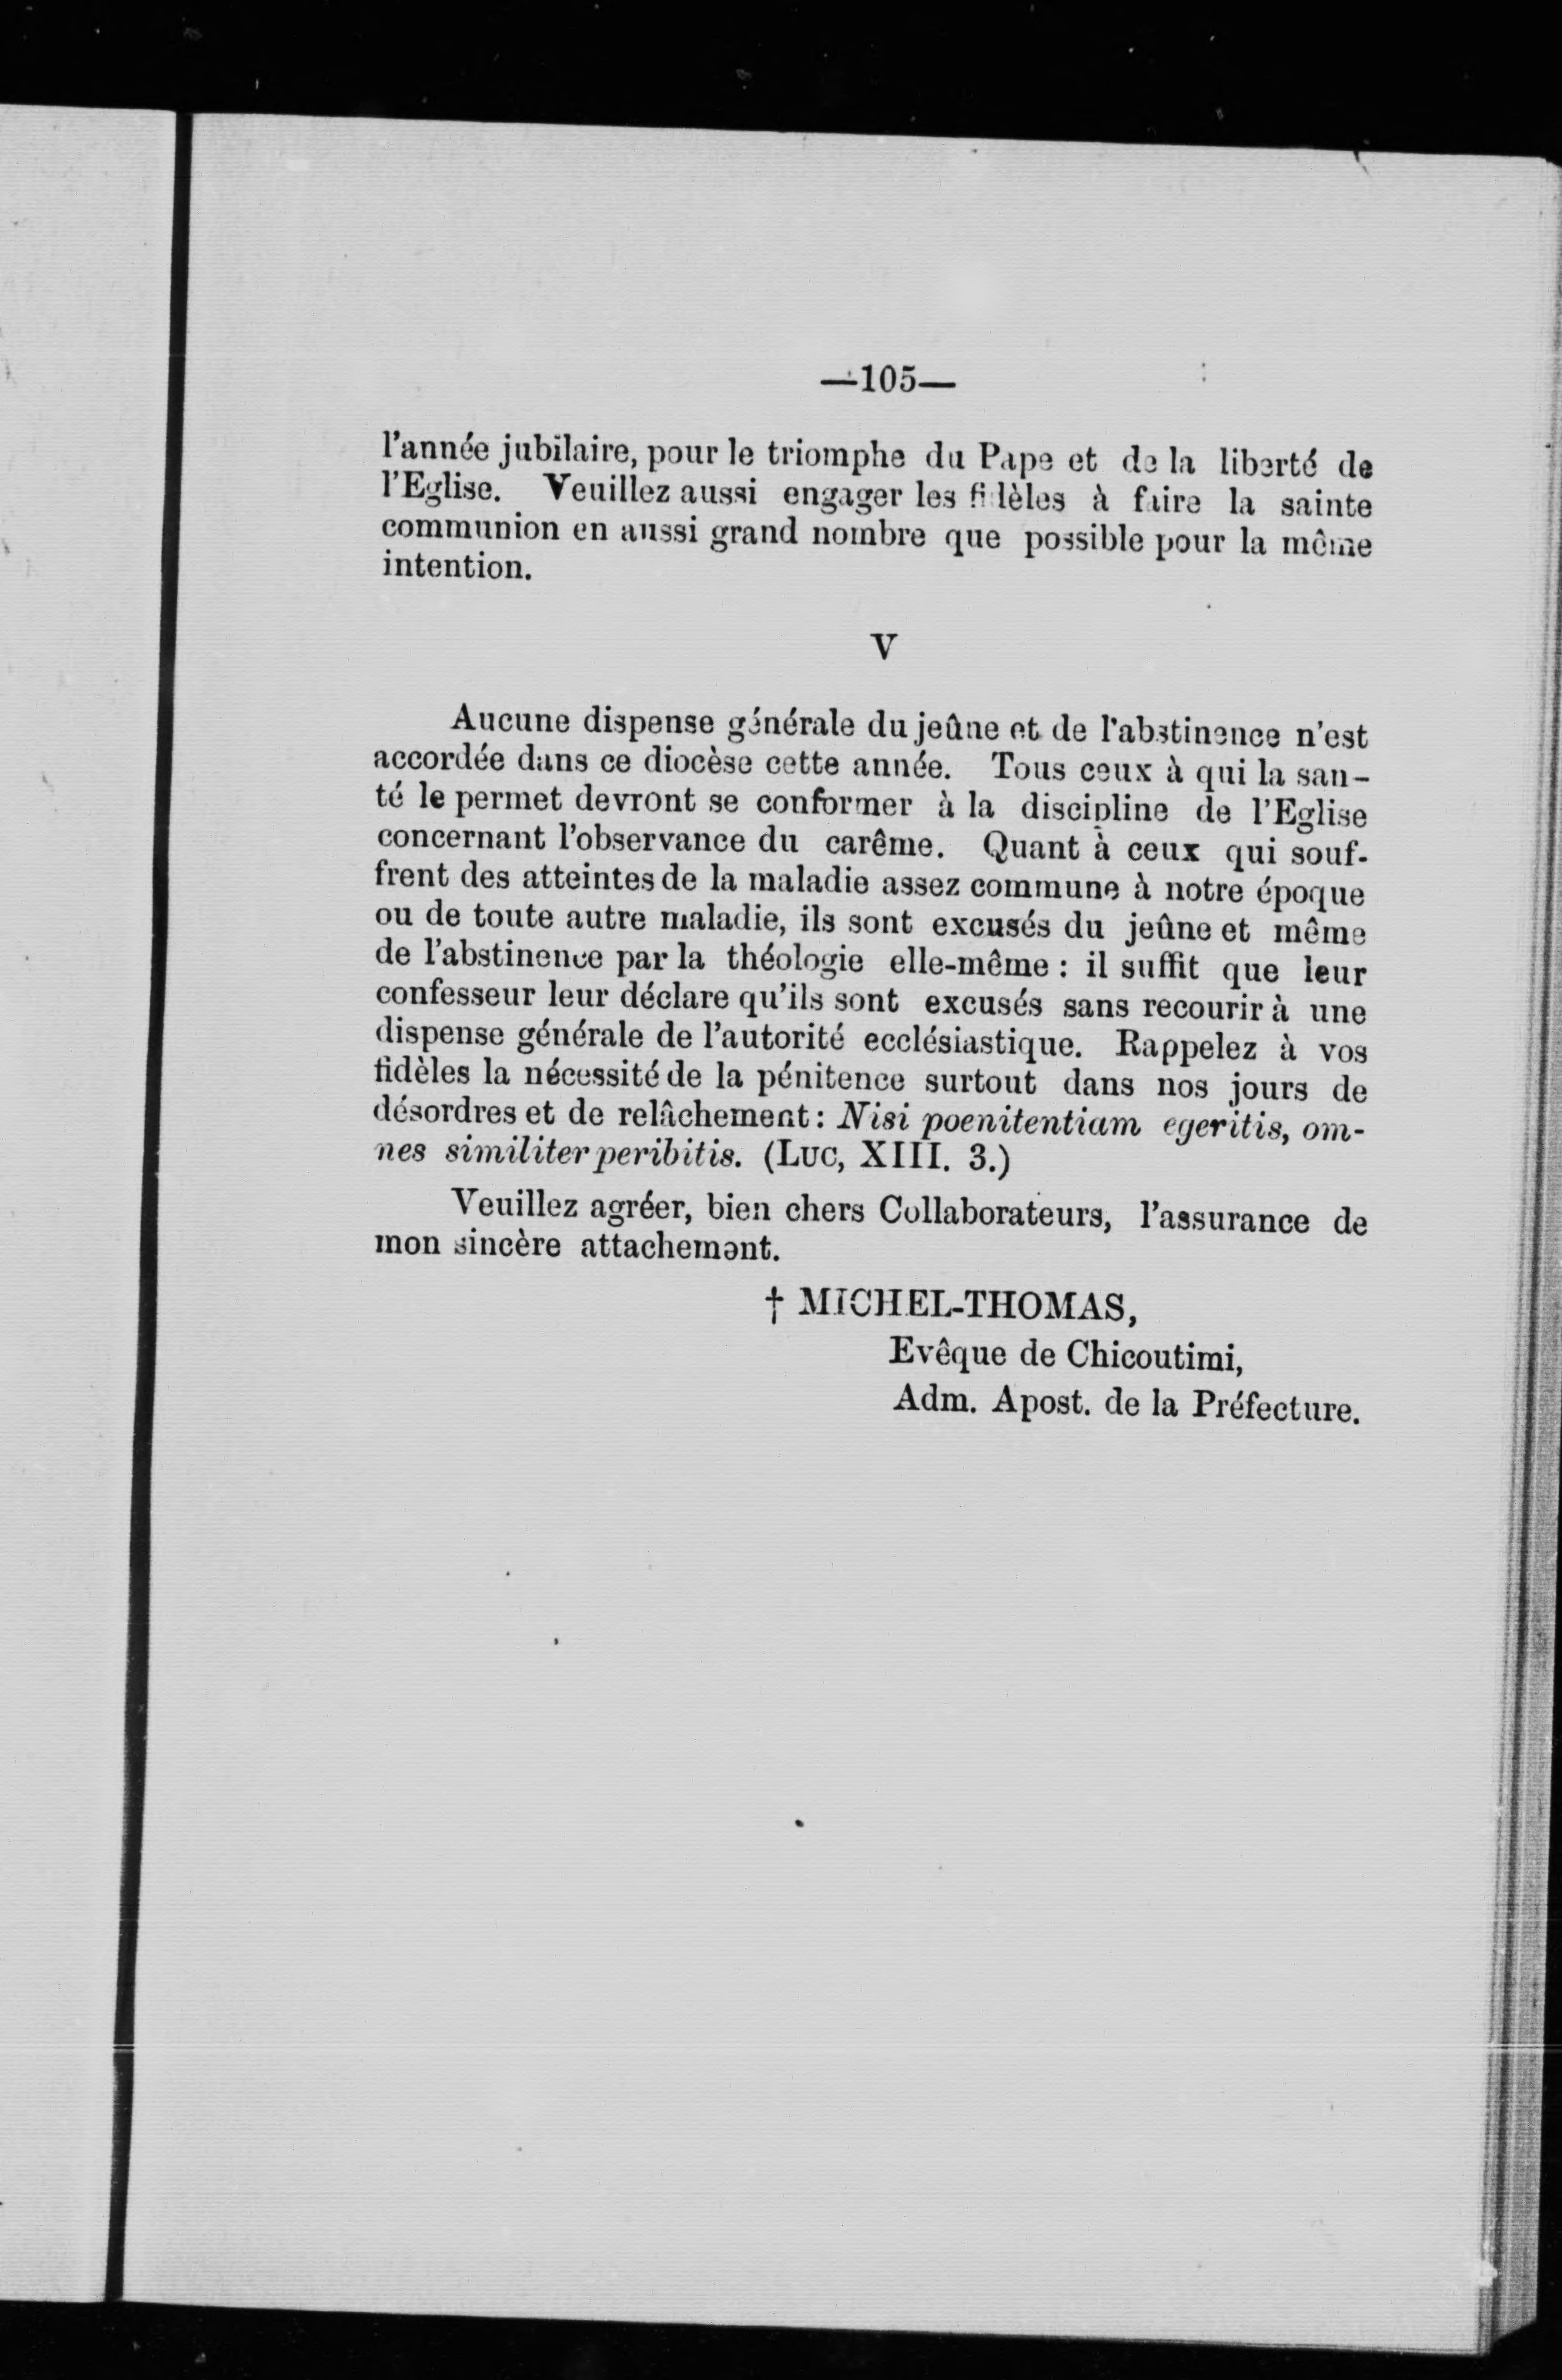 —105—
l'année jubilaire, pour le triomphe du Pape et de la liberté de
l'Eglise. Veuillez aussi engager les fidèles à faire la sainte
communion en aussi grand nombre que possible pour la même
intention.
V
Aucune dispense générale du jeûne et de l'abstinence n'est
accordée dans ce diocèse cette année. Tous ceux à qui la san-
té le permet devront se conformer à la discipline de l'Eglise
concernant l'observance du carême. Quant à ceux qui souf-
frent des atteintes de la maladie assez commune à notre époque
ou de toute autre maladie, ils sont excusés du jeûne et même
de l'abstinence par la théologie elle-même : il suffit que leur
confesseur leur déclare qu'ils sont excusés sans recourir à une
dispense générale de l'autorité ecclésiastique. Rappelez à vos
fidèles la nécessité de la pénitence surtout dans nos jours de
désordres et de relâchement : Nisi poenitentiam egeritis, om-
nes similiter peribitis. (Luc, XIII. 3.)
Veuillez agréer, bien chers Collaborateurs, l'assurance de
mon sincère attachement.
† MICHEL-THOMAS,
Evêque de Chicoutimi,
Adm. Apost. de la Préfecture.